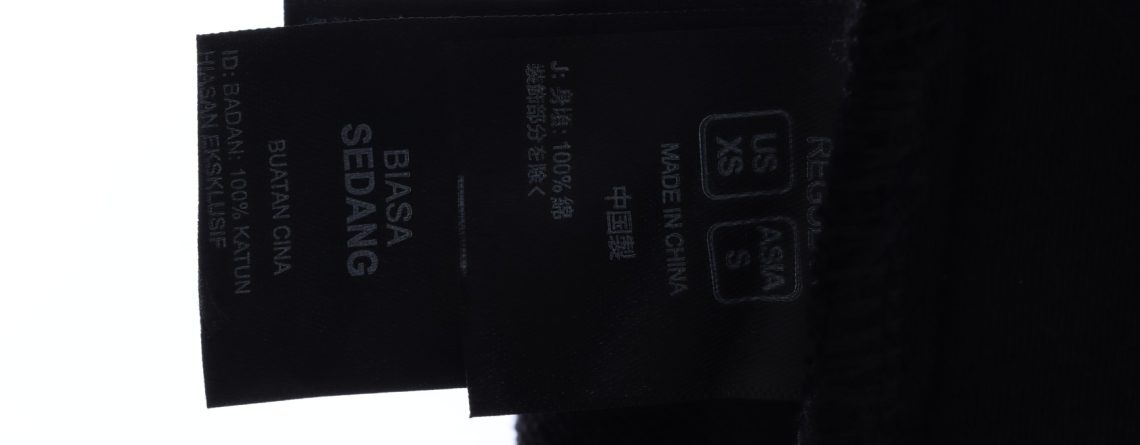 US
XS
ASIA
S
MADE IN CHINA
中国製
J: 身頃: 100% 綿
装飾部分を除く
BIASA
SEDANG
BUATAN CINA
ID: BADAN: 100% KATUN
HIASAN EKSKLUSIF